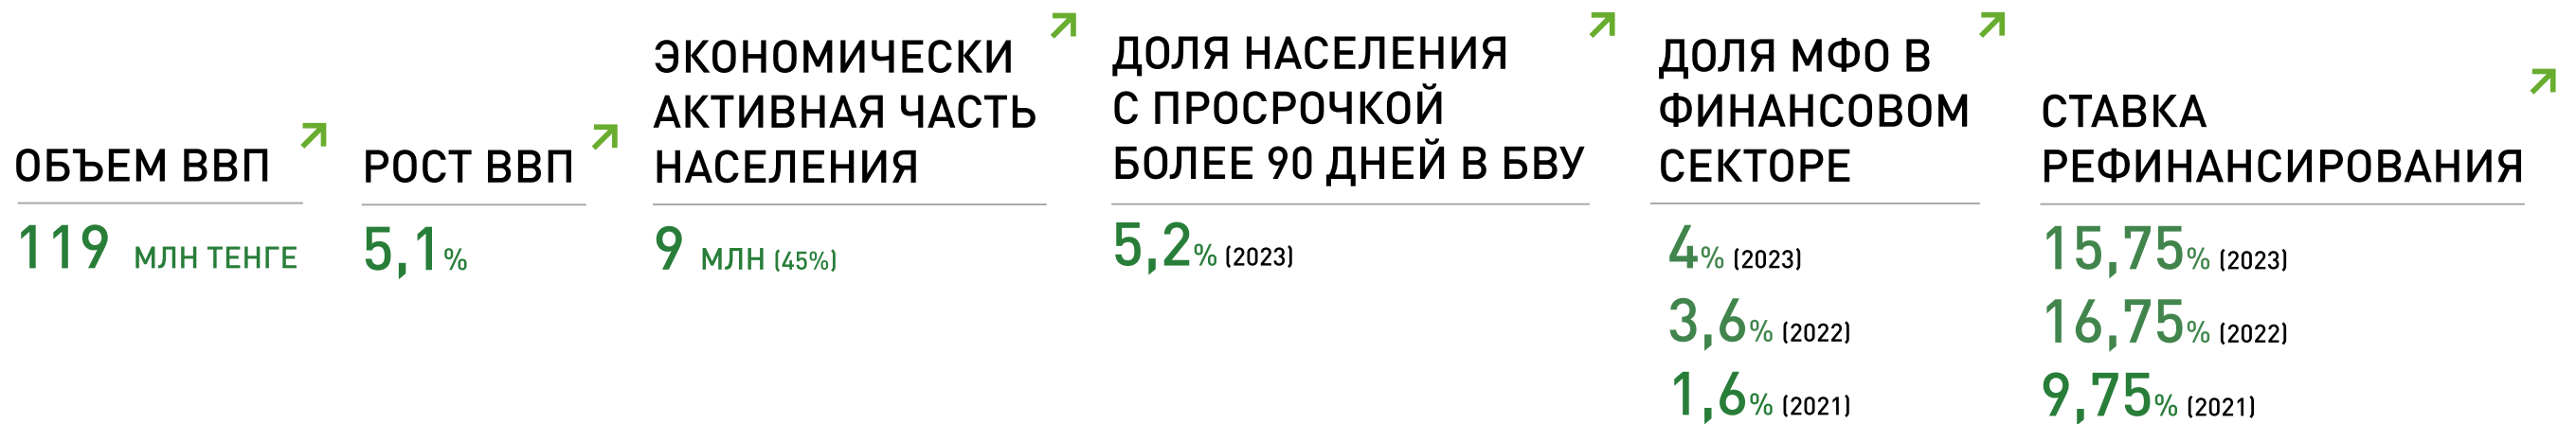 ОБЪЕМ ВВП
119 МЛН ТЕНГЕ
РОСТ ВВП
5,1%
ЭКОНОМИЧЕСКИ
АКТИВНАЯ ЧАСТЬ
НАСЕЛЕНИЯ
9 МЛН (45%)
ДОЛЯ НАСЕЛЕНИЯ
С ПРОСРОЧКОЙ
БОЛЕЕ 90 ДНЕЙ В БВУ
5,2% (2023)
ДОЛЯ МФО В
ФИНАНСОВОМ
СЕКТОРЕ
4% (2023)
3,6% (2022)
1,6% (2021)
СТАВКА
РЕФИНАНСИРОВАНИЯ
15,75% (2023)
16,75% (2022)
9,75% (2021)